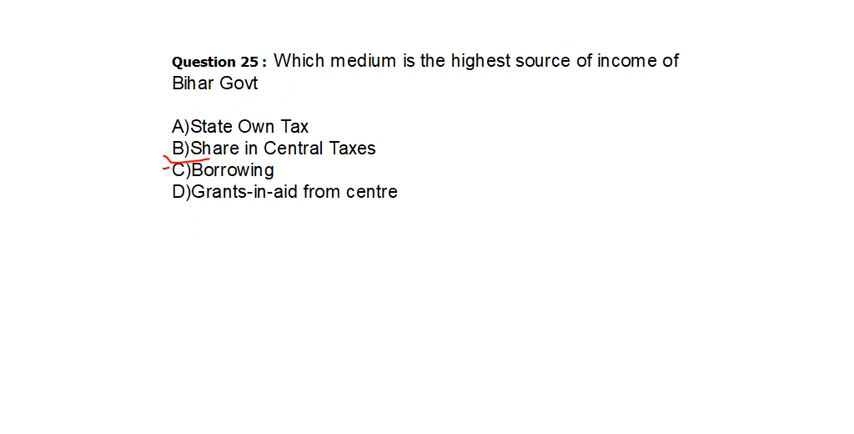 Question 25 : Which medium is the highest source of income of
Bihar Govt
A)State Own Tax
B)Share in Central Taxes
C)Borrowing
D)Grants-in-aid from centre